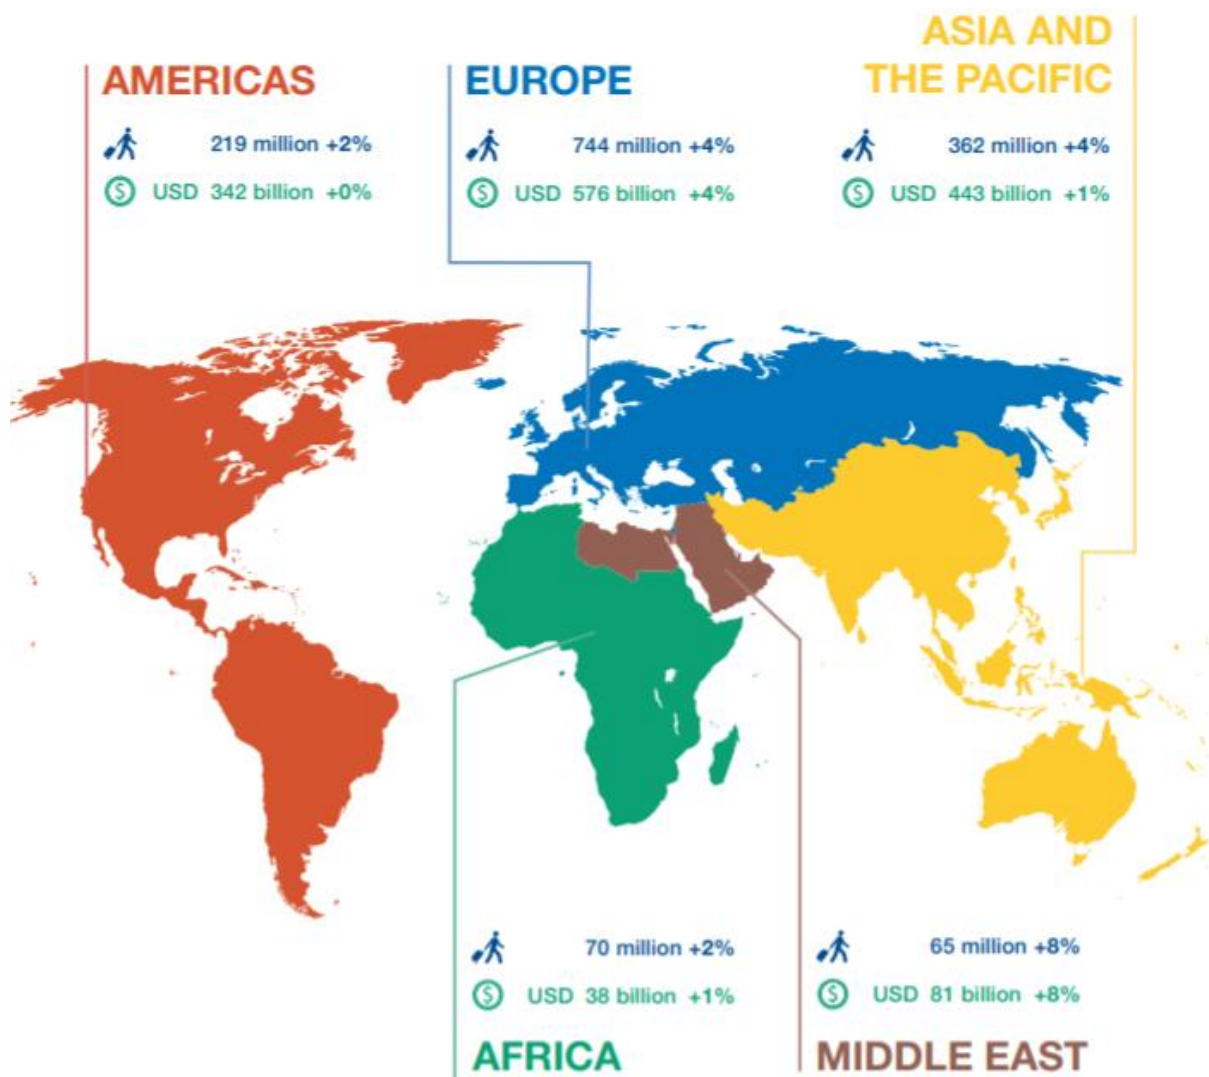 AMERICAS
219 million +2%
USD 342 billion +0%
EUROPE
744 million +4%
USD 576 billion +4%
ASIA AND
THE PACIFIC
362 million +4%
USD 443 billion +1%
70 million +2%
USD 38 billion +1%
AFRICA
65 million +8%
USD 81 billion +8%
MIDDLE EAST